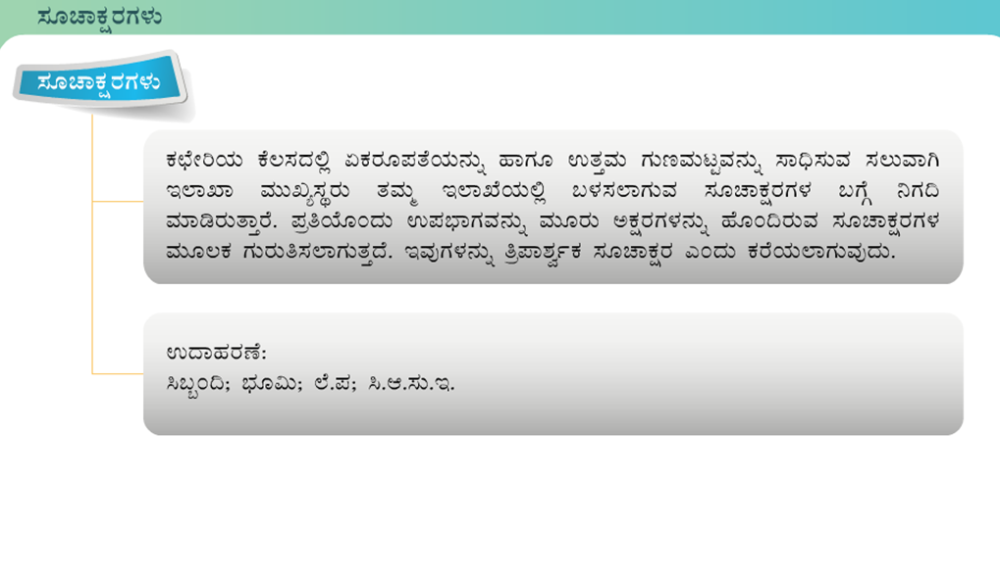 ಸೂಚಾಕ್ಷರಗಳು
ಸೂಚಾಕ್ಷರಗಳು
ಕಛೇರಿಯ ಕೆಲಸದಲ್ಲಿ ಏಕರೂಪತೆಯನ್ನು ಹಾಗೂ ಉತ್ತಮ ಗುಣಮಟ್ಟವನ್ನು ಸಾಧಿಸುವ ಸಲುವಾಗಿ
ಇಲಾಖಾ ಮುಖ್ಯಸ್ಥರು ತಮ್ಮ ಇಲಾಖೆಯಲ್ಲಿ ಬಳಸಲಾಗುವ ಸೂಚಾಕ್ಷರಗಳ ಬಗ್ಗೆ ನಿಗದಿ
ಮಾಡಿರುತ್ತಾರೆ. ಪ್ರತಿಯೊಂದು ಉಪಭಾಗವನ್ನು ಮೂರು ಅಕ್ಷರಗಳನ್ನು ಹೊಂದಿರುವ ಸೂಚಾಕ್ಷರಗಳ
ಮೂಲಕ ಗುರುತಿಸಲಾಗುತ್ತದೆ. ಇವುಗಳನ್ನು ತ್ರಿಪಾರ್ಶ್ವಕ ಸೂಚಾಕ್ಷರ ಎಂದು ಕರೆಯಲಾಗುವುದು.
ಉದಾಹರಣೆ:
ಸಿಬ್ಬಂದಿ; ಭೂಮಿ; ಲೆ.ಪ; ಸಿ.ಆ.ಸು.ಇ.